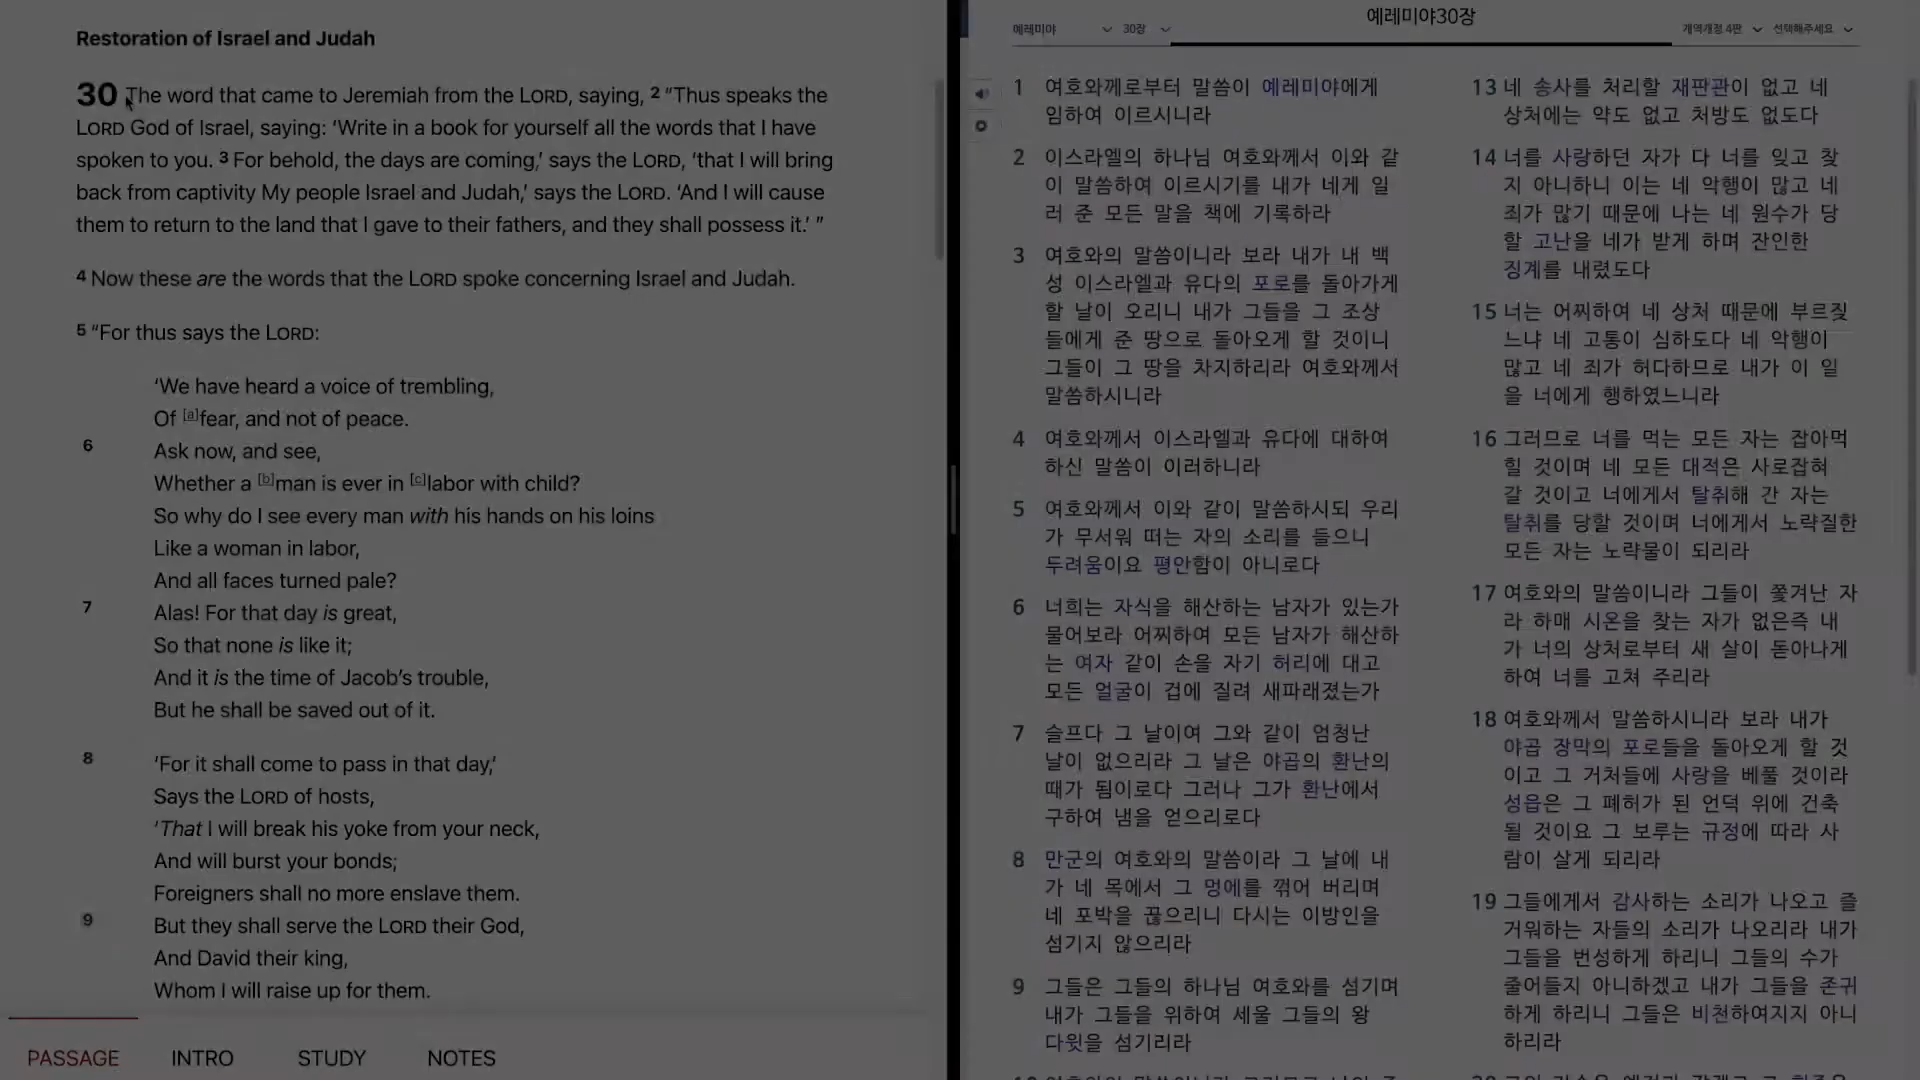 Restoration of Israel and Judah
30 The word that came to Jeremiah from the LORD, saying, 2 “Thus speaks the
LORD God of Israel, saying: ‘Write in a book for yourself all the words that I have
spoken to you. 3 For behold, the days are coming,’ says the LORD, ‘that I will bring
back from captivity My people Israel and Judah,’ says the LORD. ‘And I will cause
them to return to the land that I gave to their fathers, and they shall possess it.’ ”
4 Now these are the words that the LORD spoke concerning Israel and Judah.
5 “For thus says the LORD:
‘We have heard a voice of trembling,
Of [a]fear, and not of peace.
6 Ask now, and see,
Whether a [b]man is ever in [c]labor with child?
So why do I see every man with his hands on his loins
Like a woman in labor,
And all faces turned pale?
7 Alas! For that day is great,
So that none is like it;
And it is the time of Jacob’s trouble,
But he shall be saved out of it.
8 ‘For it shall come to pass in that day,’
Says the LORD of hosts,
‘That I will break his yoke from your neck,
And will burst your bonds;
Foreigners shall no more enslave them.
9 But they shall serve the LORD their God,
And David their king,
Whom I will raise up for them.
PASSAGE INTRO STUDY NOTES
예레미야 30장 예레미야30장 개역개정 4판 선택해주세요
1 여호와께로부터 말씀이 예레미야에게
임하여 이르시니라
2 이스라엘의 하나님 여호와께서 이와 같
이 말씀하여 이르시기를 내가 네게 일
러 준 모든 말을 책에 기록하라
3 여호와의 말씀이니라 보라 내가 내 백
성 이스라엘과 유다의 포로를 돌아가게
할 날이 오리니 내가 그들을 그 조상
들에게 준 땅으로 돌아오게 할 것이니
그들이 그 땅을 차지하리라 여호와께서
말씀하시니라
4 여호와께서 이스라엘과 유다에 대하여
하신 말씀이 이러하니라
5 여호와께서 이와 같이 말씀하시되 우리
가 무서워 떠는 자의 소리를 들으니
두려움이요 평안함이 아니로다
6 너희는 자식을 해산하는 남자가 있는가
물어보라 어찌하여 모든 남자가 해산하
는 여자 같이 손을 자기 허리에 대고
모든 얼굴이 겁에 질려 새파래졌는가
7 슬프다 그 날이여 그와 같이 엄청난
날이 없으리라 그 날은 야곱의 환난의
때가 됨이로다 그러나 그가 환난에서
구하여 냄을 얻으리로다
8 만군의 여호와의 말씀이라 그 날에 내
가 네 목에서 그 멍에를 꺾어 버리며
네 포박을 끊으리니 다시는 이방인을
섬기지 않으리라
9 그들은 그들의 하나님 여호와를 섬기며
내가 그들을 위하여 세울 그들의 왕
다윗을 섬기리라
13 네 송사를 처리할 재판관이 없고 네
상처에는 약도 없고 처방도 없도다
14 너를 사랑하던 자가 다 너를 잊고 찾
지 아니하니 이는 네 악행이 많고 네
죄가 많기 때문에 나는 네 원수가 당
할 고난을 네가 받게 하며 잔인한
징계를 내렸도다
15 너는 어찌하여 네 상처 때문에 부르짖
느냐 네 고통이 심하도다 네 악행이
많고 네 죄가 허다하므로 내가 이 일
을 너에게 행하였느니라
16 그러므로 너를 먹는 모든 자는 잡아먹
힐 것이며 네 모든 대적은 사로잡혀
갈 것이고 너에게서 탈취해 간 자는
탈취를 당할 것이며 너에게서 노략질한
모든 자는 노략물이 되리라
17 여호와의 말씀이니라 그들이 쫓겨난 자
라 하매 시온을 찾는 자가 없은즉 내
가 너의 상처로부터 새 살이 돋아나게
하여 너를 고쳐 주리라
18 여호와께서 말씀하시니라 보라 내가
야곱 장막의 포로들을 돌아오게 할 것
이고 그 거처들에 사랑을 베풀 것이라
성읍은 그 폐허가 된 언덕 위에 건축
될 것이요 그 보루는 규정에 따라 사
람이 살게 되리라
19 그들에게서 감사하는 소리가 나오고 즐
거워하는 자들의 소리가 나오리라 내가
그들을 번성하게 하리니 그들의 수가
줄어들지 아니하겠고 내가 그들을 존귀
하게 하리니 그들은 비천하여지지 아니
하리라